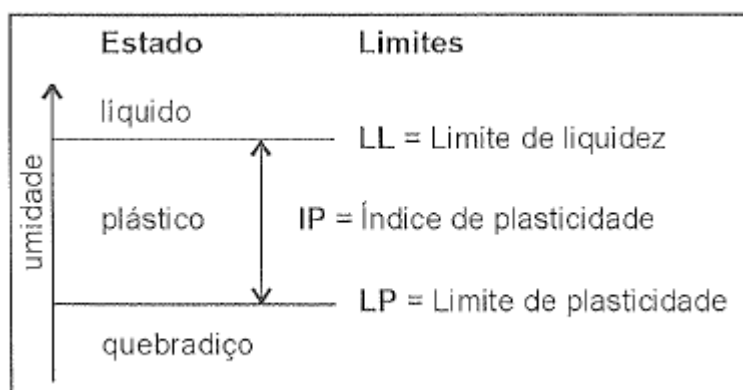 Estado Limites
líquido
LL = Limite de liquidez
plástico IP = Índice de plasticidade
LP = Limite de plasticidade
quebradiço
umidade